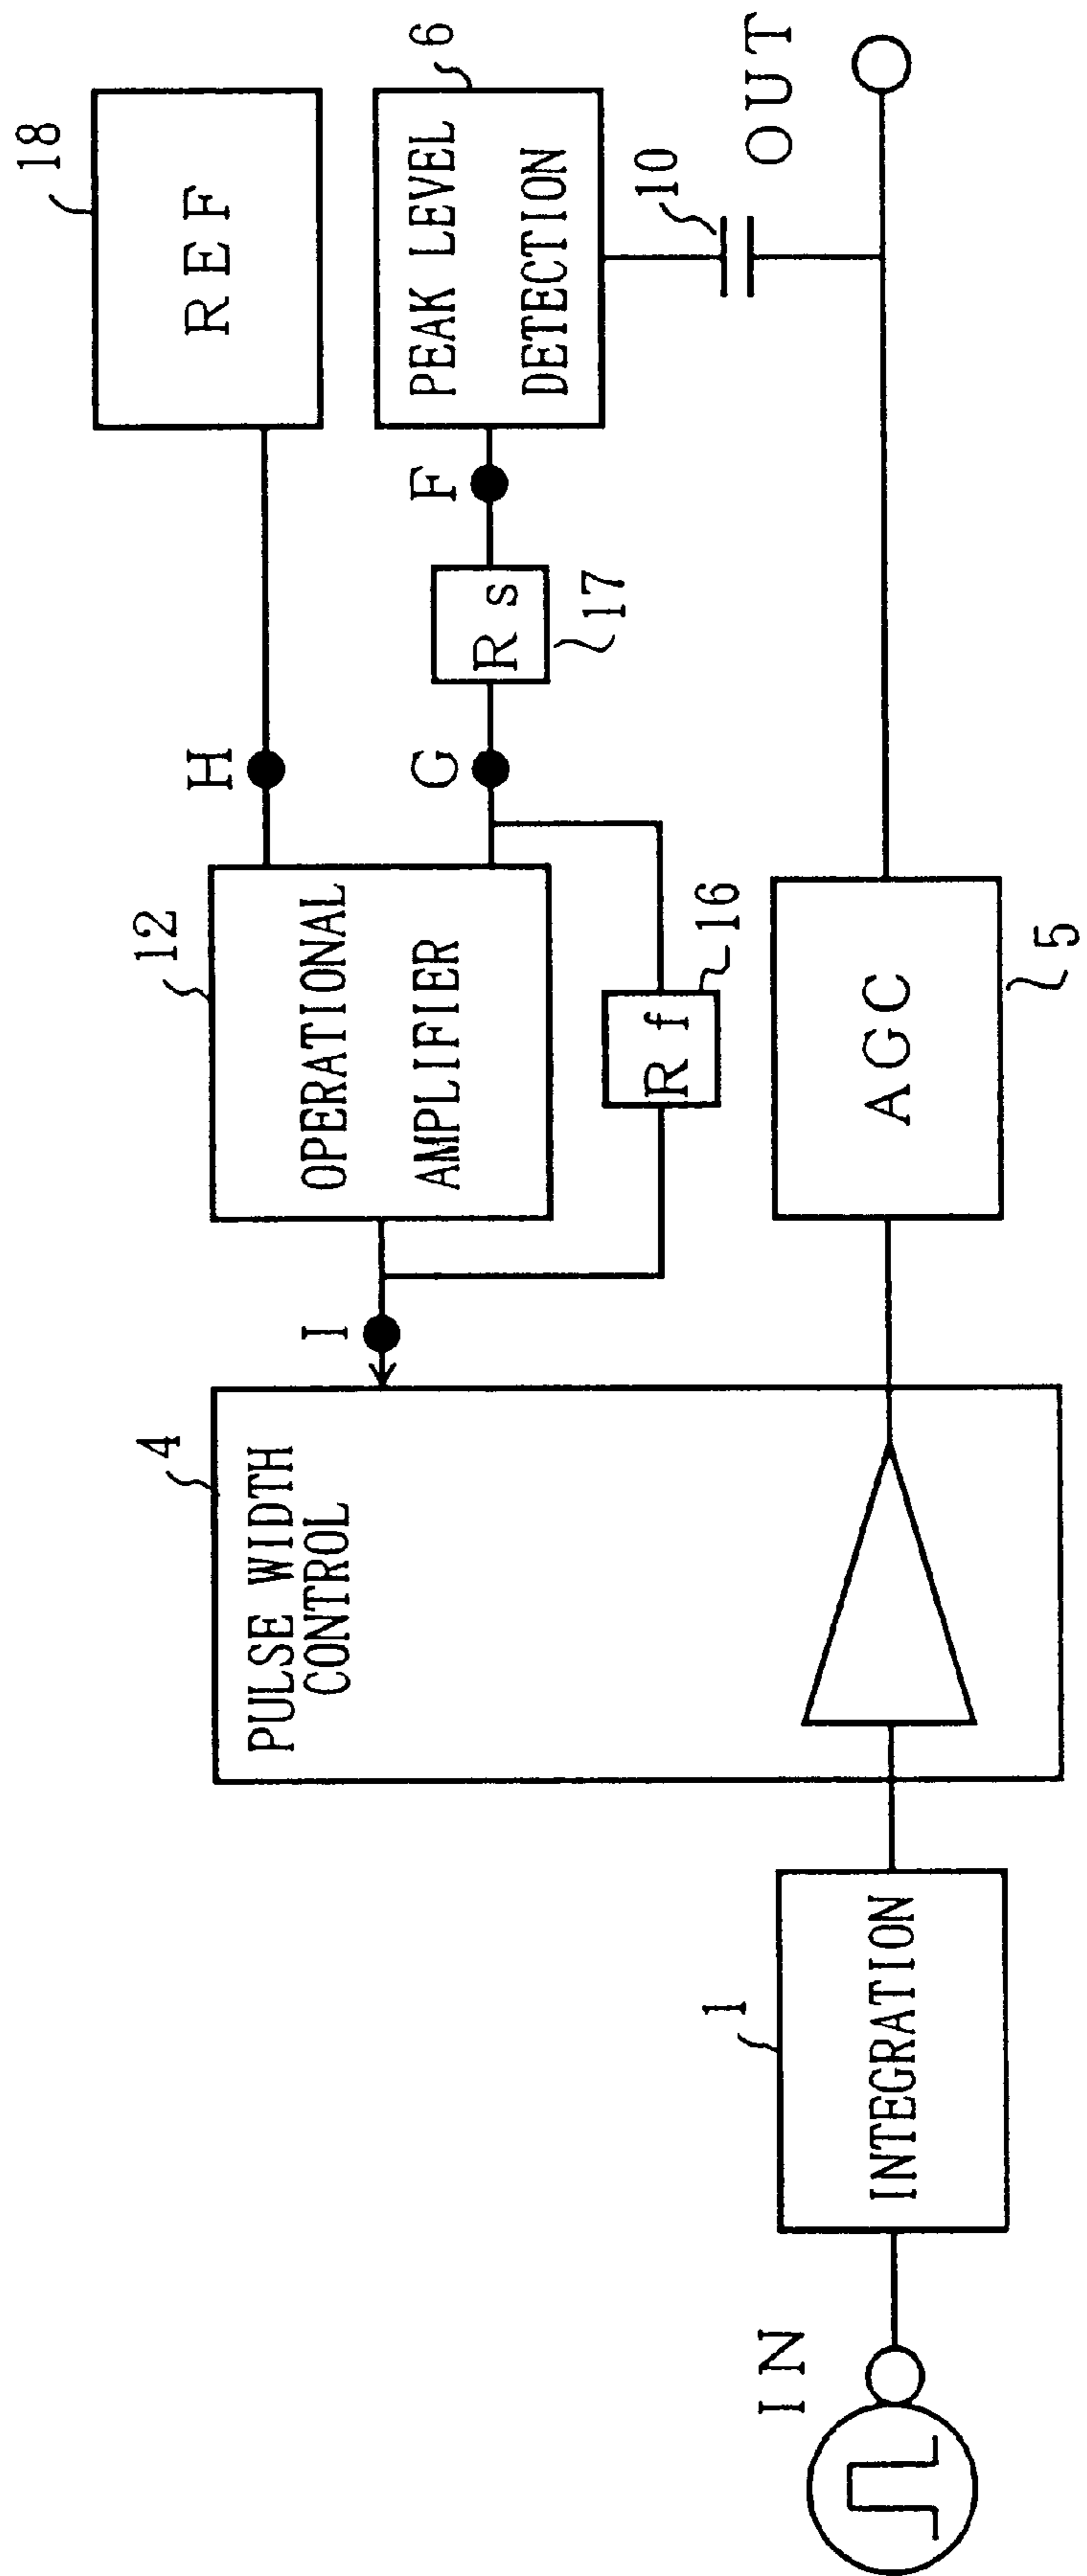 18
REF
6
PEAK LEVEL
DETECTION
10
OUT
F
Rs
17
H
G
12
OPERATIONAL
AMPLIFIER
Rf
16
AGC
5
I
4
PULSE WIDTH
CONTROL
1
INTEGRATION
IN